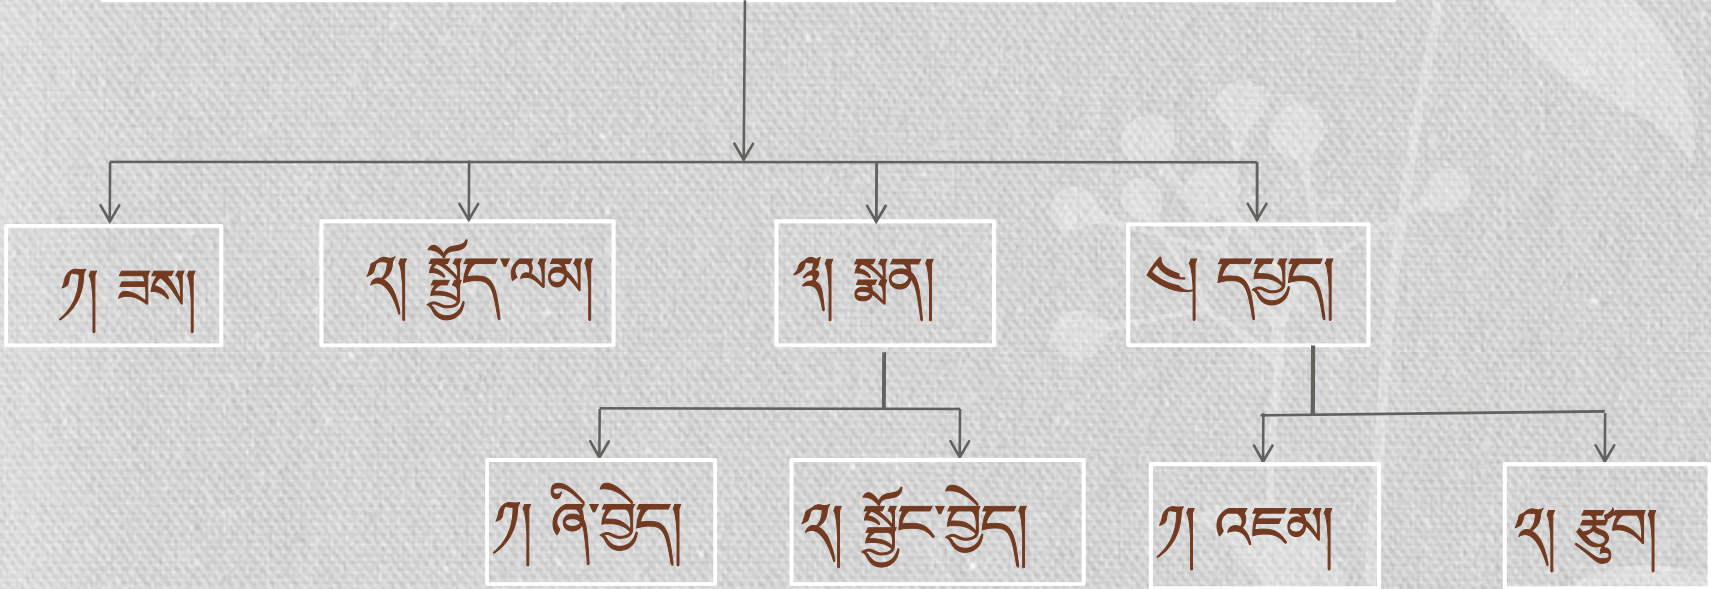 ༡། ཟས།
༢། སྤྱོད་ལམ།
༣། སྨན།
༤། དཔྱད།
༡། ཞི་བྱེད།
༢། སྦྱོང་བྱེད།
༡། འཇམ།
༢། རྩུབ།